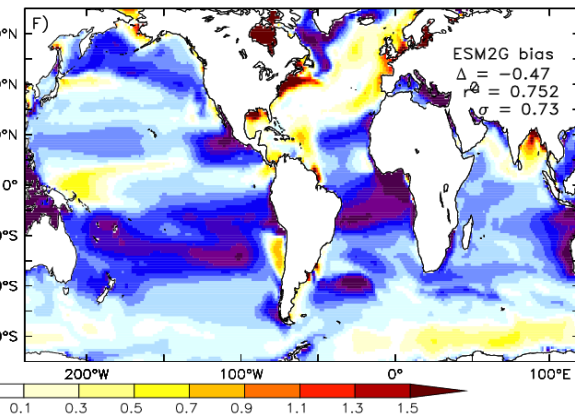 °N F)
ESM2G bias
°N Δ = −0.47
r² = 0.752
σ = 0.73
°N
0°
°S
°S
°S
200°W 100°W 0° 100°E
0.1 0.3 0.5 0.7 0.9 1.1 1.3 1.5